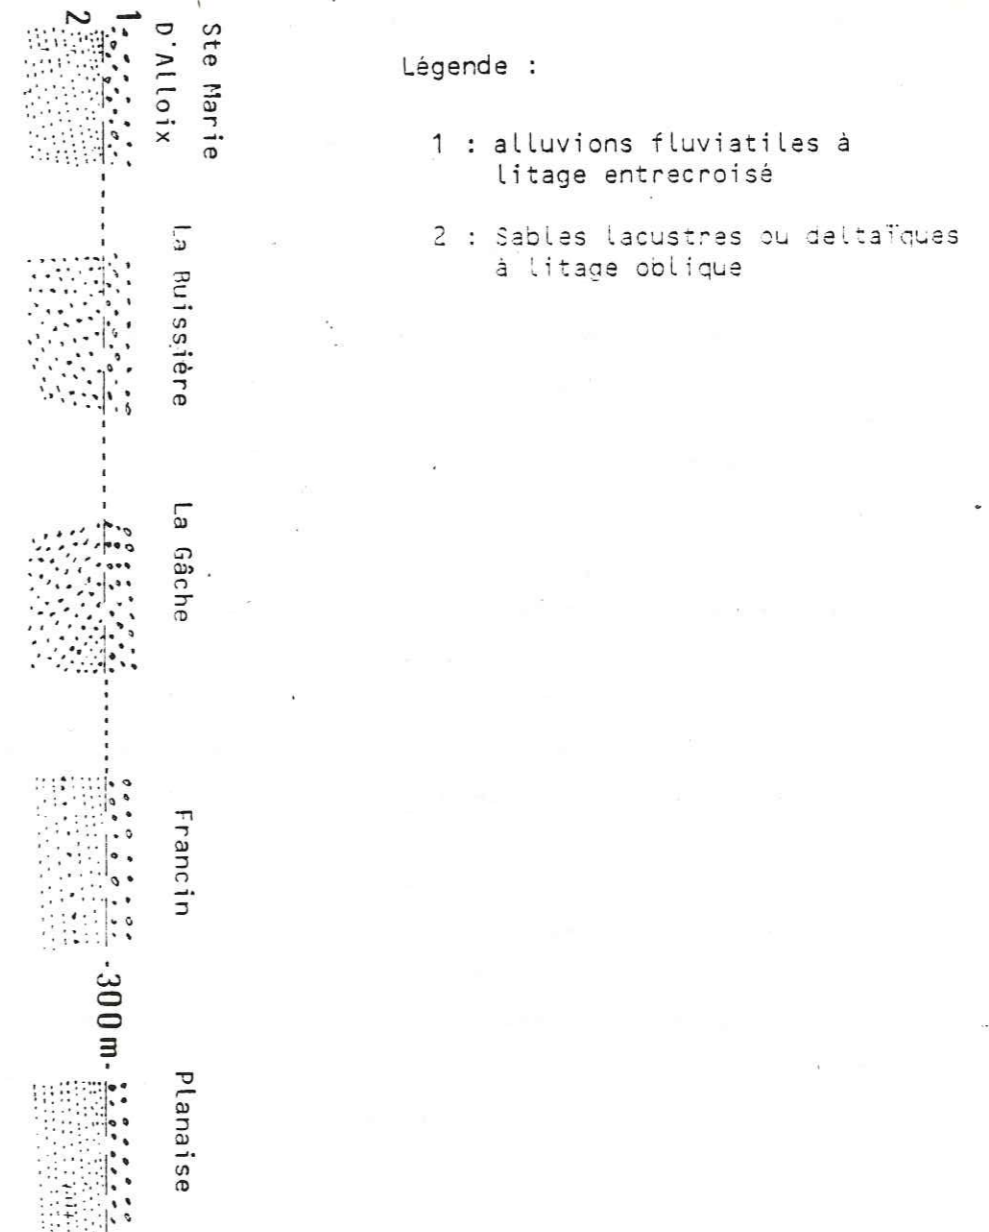 Ste Marie
D'Alloix
1
2
La Buissière
La Gâche
Francin
-300m-
Planaise
Légende :
1 : alluvions fluviatiles à
litage entrecroisé
2 : Sables lacustres ou deltaïques
à litage oblique